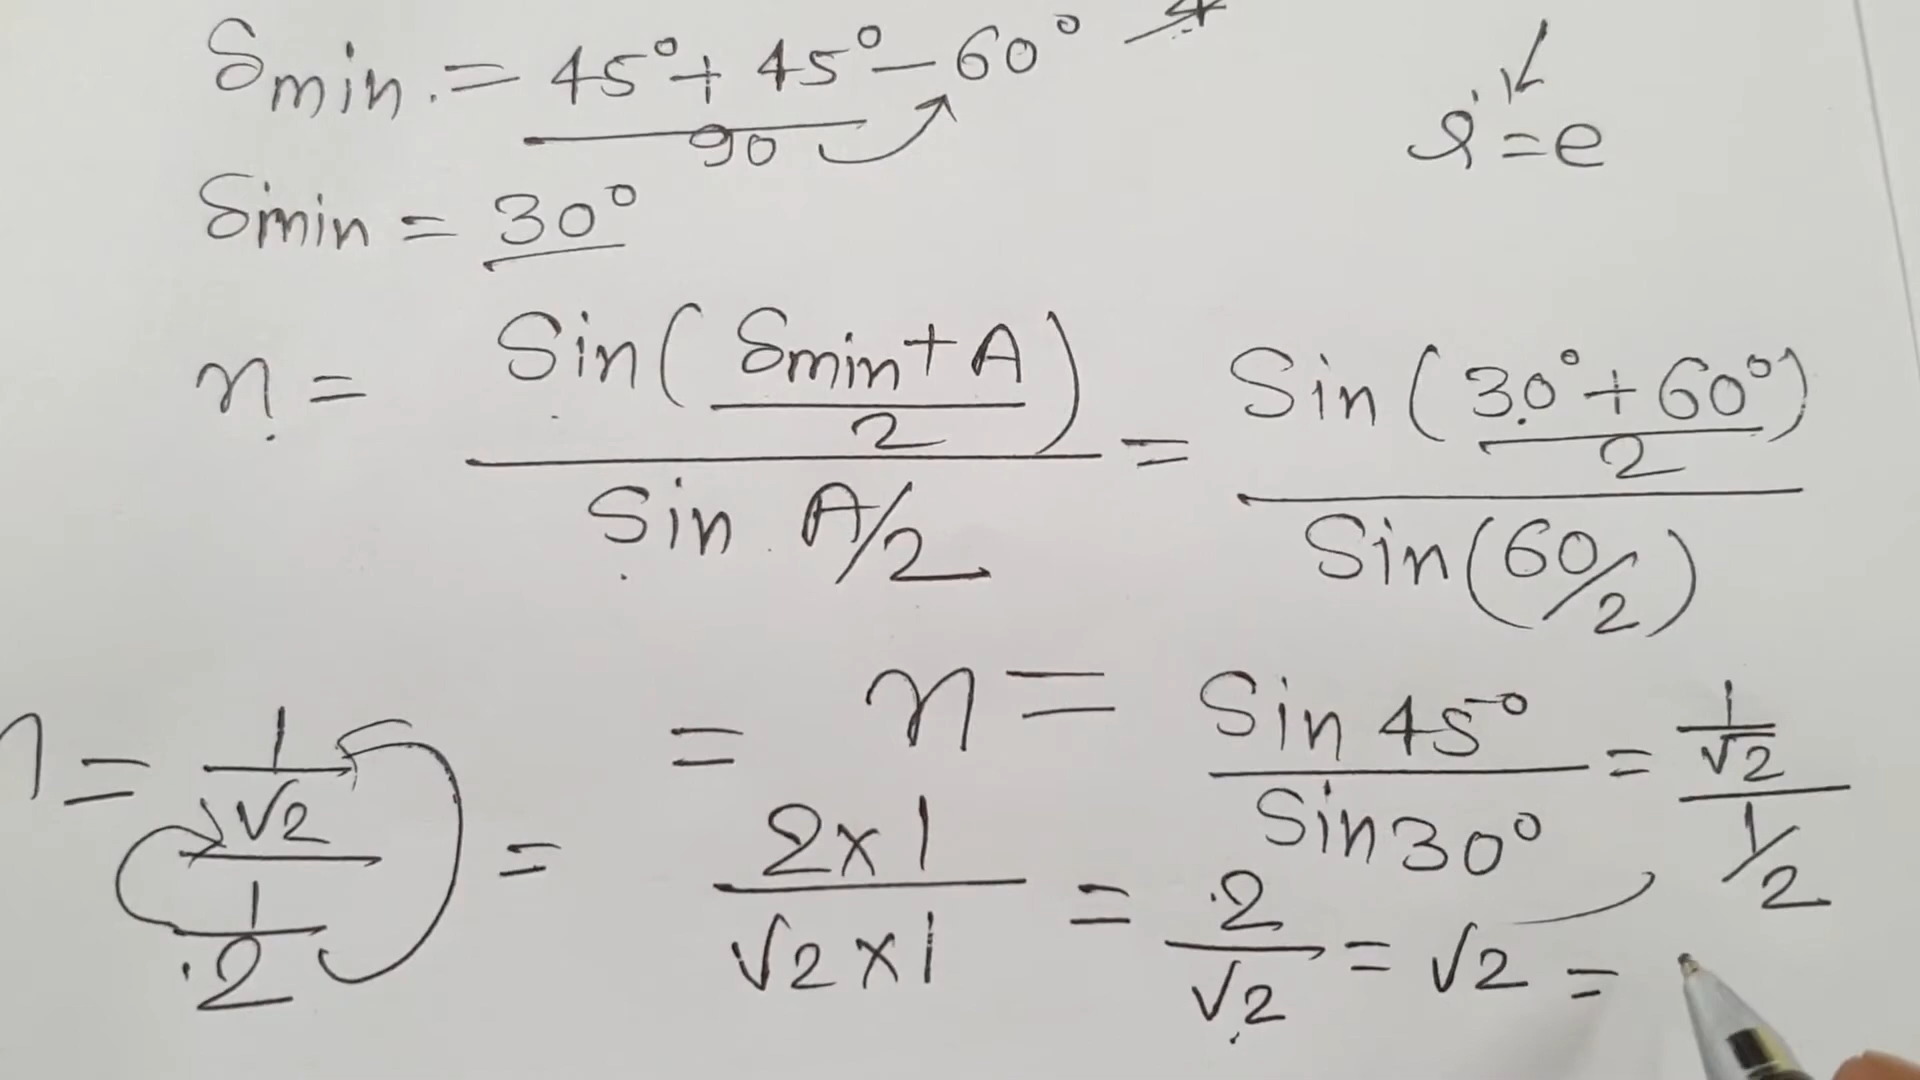 δmin. = 45° + 45° – 60°
90
i = e
δmin = 30°
n = Sin ( δmin + A / 2 ) / Sin A/2 = Sin ( 30° + 60° / 2 ) / Sin ( 60/2 )
= n = Sin 45° / Sin 30° = 1/√2 / 1/2
n = 1/√2 / 1/2 = 2 × 1 / √2 × 1 = 2 / √2 = √2 =